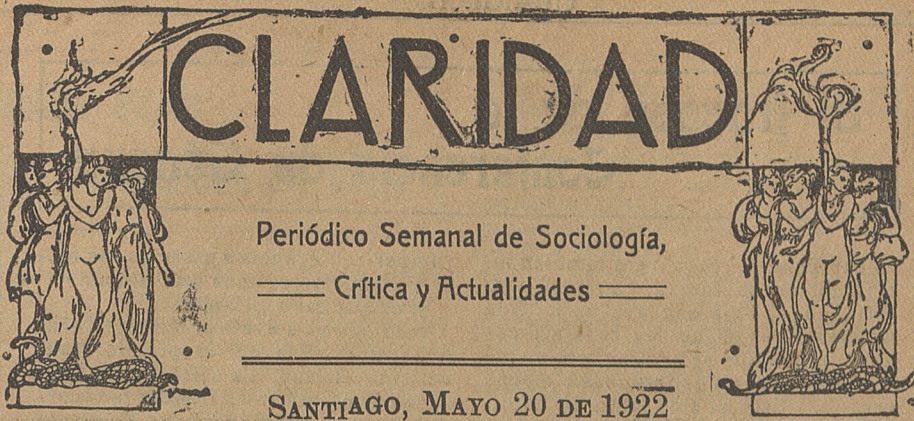 CLARIDAD
Periódico Semanal de Sociología,
Crítica y Actualidades
SANTIAGO, MAYO 20 DE 1922